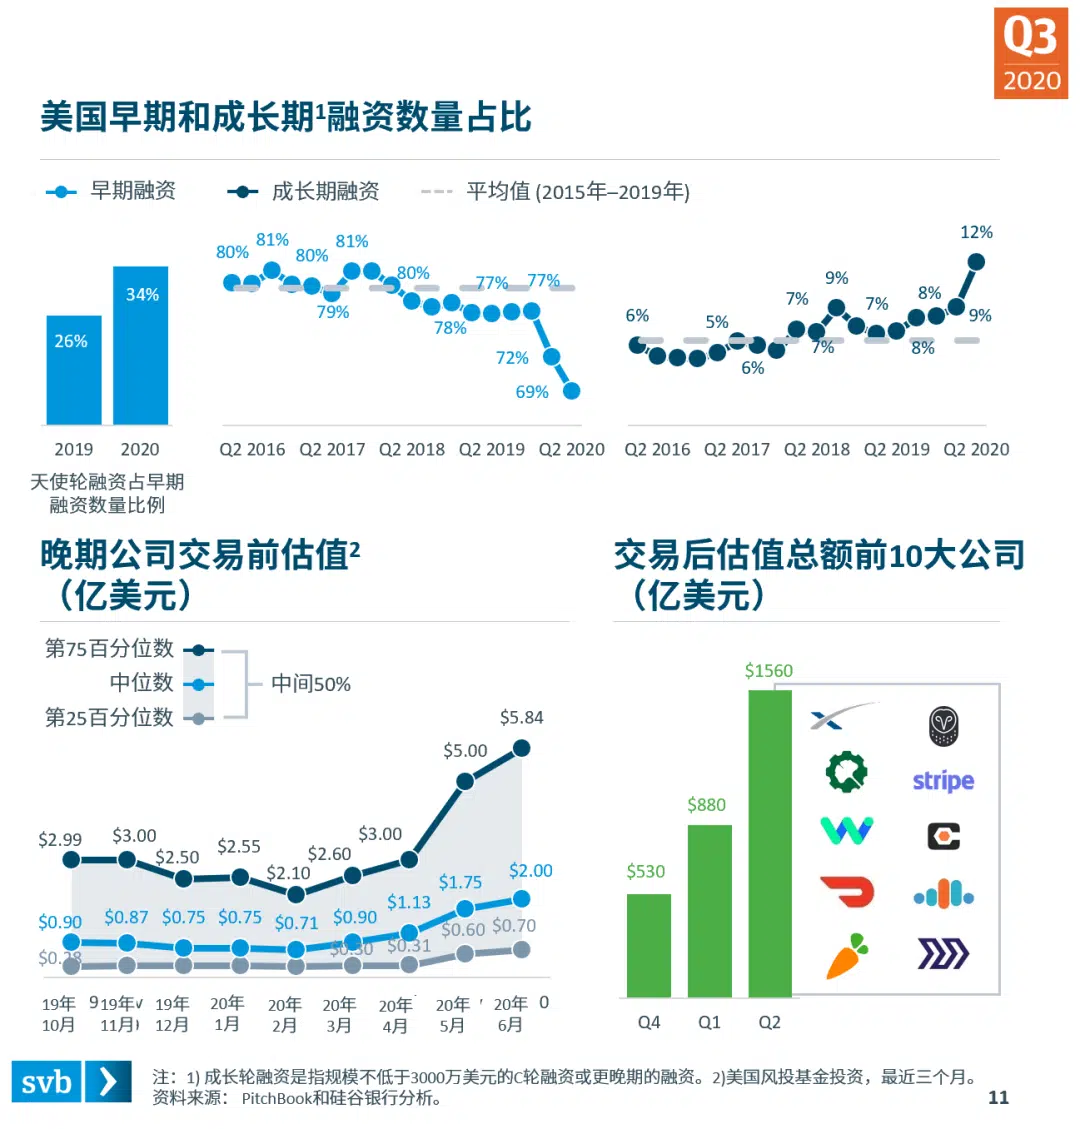 Q3
2020
美国早期和成长期¹融资数量占比
早期融资 成长期融资 平均值 (2015年–2019年)
26%
34%
2019 2020
天使轮融资占早期
融资数量比例
80% 81% 80% 81% 80% 77% 77%
79% 78% 72%
69%
Q2 2016 Q2 2017 Q2 2018 Q2 2019 Q2 2020
12%
6% 5% 7% 9% 7% 8% 9%
6% 7% 8%
Q2 2016 Q2 2017 Q2 2018 Q2 2019 Q2 2020
晚期公司交易前估值²
（亿美元）
第75百分位数
中位数
第25百分位数
中间50%
$2.99 $3.00 $2.50 $2.55 $2.10 $2.60 $3.00 $5.00 $5.84
$0.90 $0.87 $0.75 $0.75 $0.71 $0.90 $1.13 $1.75 $2.00
$0.28 $0.30 $0.31 $0.60 $0.70
19年 19年 19年 20年 20年 20年 20年 20年 20年
10月 11月 12月 1月 2月 3月 4月 5月 6月
交易后估值总额前10大公司
（亿美元）
$530
$880
$1560
Q4 Q1 Q2
stripe
svb
注：1) 成长轮融资是指规模不低于3000万美元的C轮融资或更晚期的融资。2)美国风投基金投资，最近三个月。
资料来源： PitchBook和硅谷银行分析。
11